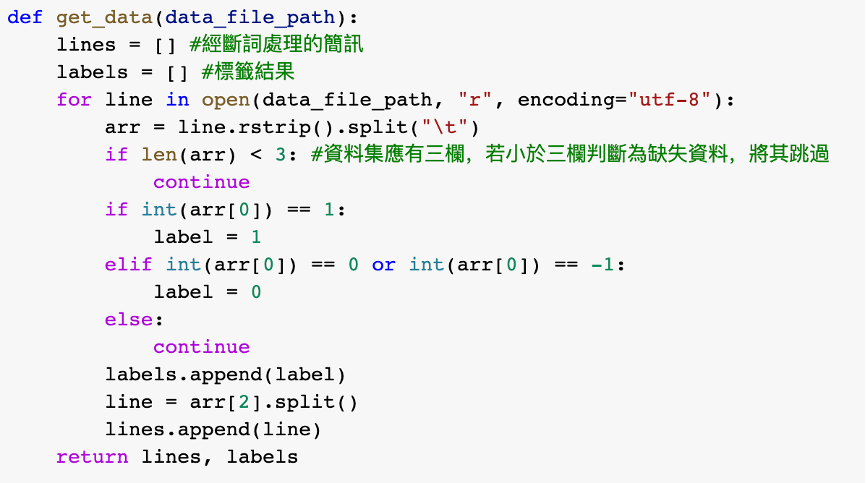 def get_data(data_file_path):
    lines = [] #經斷詞處理的簡訊
    labels = [] #標籤結果
    for line in open(data_file_path, "r", encoding="utf-8"):
        arr = line.rstrip().split("\t")
        if len(arr) < 3: #資料集應有三欄，若小於三欄判斷為缺失資料，將其跳過
            continue
        if int(arr[0]) == 1:
            label = 1
        elif int(arr[0]) == 0 or int(arr[0]) == -1:
            label = 0
        else:
            continue
        labels.append(label)
        line = arr[2].split()
        lines.append(line)
    return lines, labels